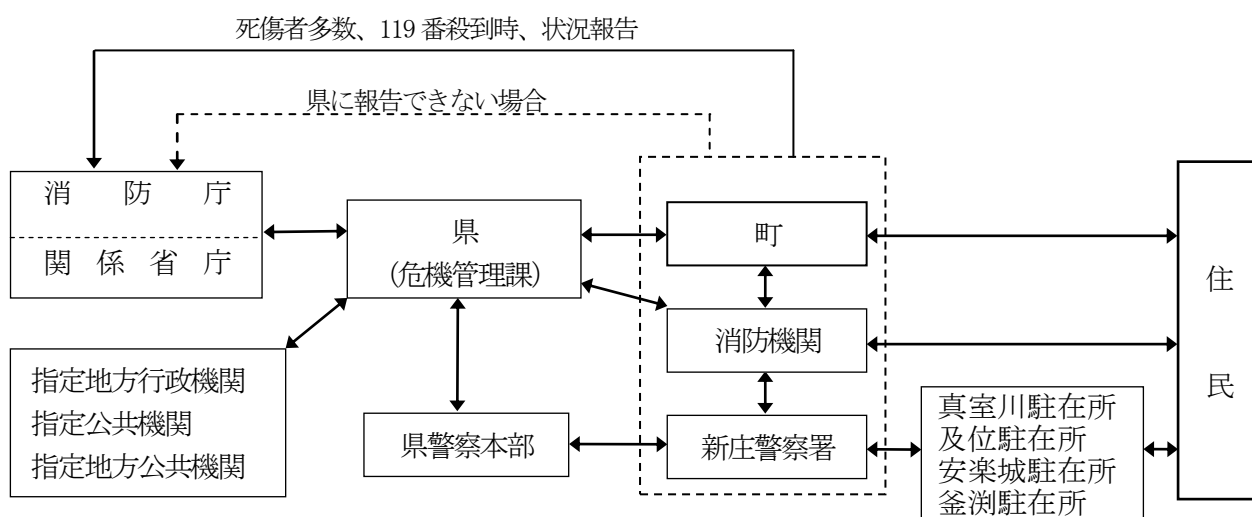 死傷者多数、119番殺到時、状況報告
県に報告できない場合
消防庁
関係省庁
県
(危機管理課)
町
消防機関
住民
指定地方行政機関
指定公共機関
指定地方公共機関
県警察本部
新庄警察署
真室川駐在所
及位駐在所
安楽城駐在所
釜渕駐在所